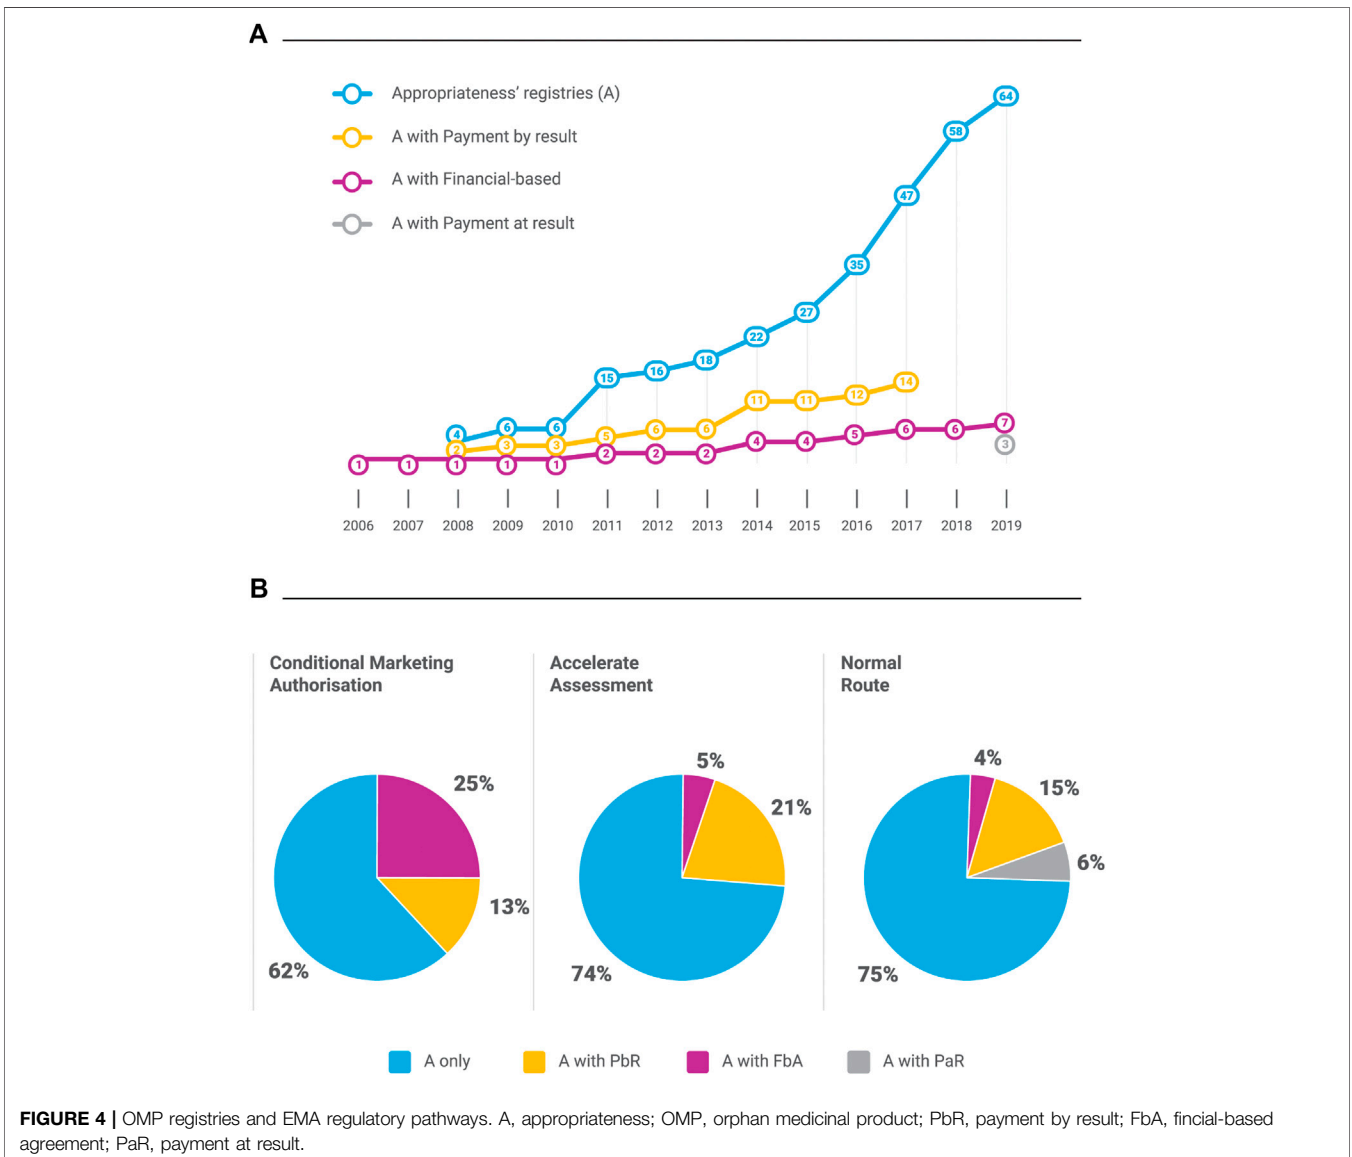 A
Appropriateness’ registries (A)
A with Payment by result
A with Financial-based
A with Payment at result
64
58
47
35
27
22
18
16
15
6
6
4
14
12
11
11
6
6
5
3
3
2
7
6
6
5
4
4
2
2
2
1
1
1
1
1
3
2006 2007 2008 2009 2010 2011 2012 2013 2014 2015 2016 2017 2018 2019
B
Conditional Marketing
Authorisation
25%
13%
62%
Accelerate
Assessment
5%
21%
74%
Normal
Route
4%
15%
6%
75%
A only A with PbR A with FbA A with PaR
FIGURE 4 | OMP registries and EMA regulatory pathways. A, appropriateness; OMP, orphan medicinal product; PbR, payment by result; FbA, fincial-based
agreement; PaR, payment at result.